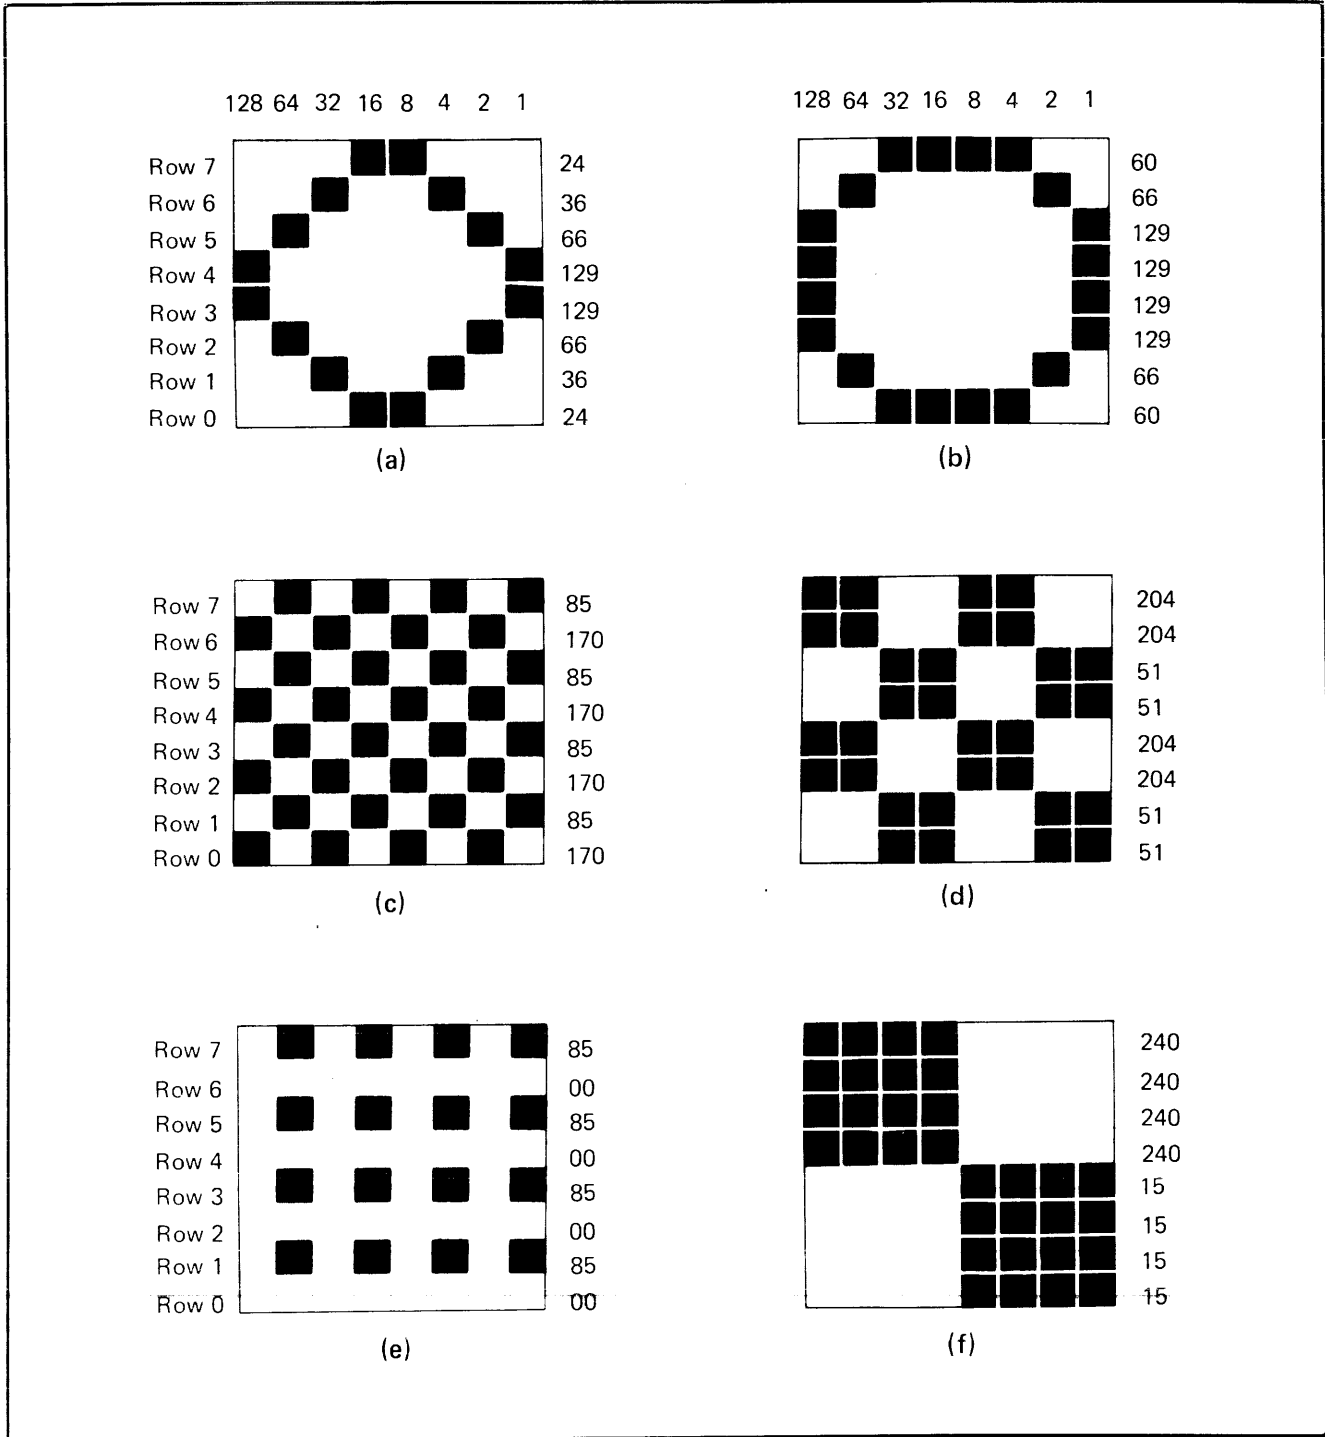 128 64 32 16 8 4 2 1
Row 7 24
Row 6 36
Row 5 66
Row 4 129
Row 3 129
Row 2 66
Row 1 36
Row 0 24
(a)
128 64 32 16 8 4 2 1
60
66
129
129
129
129
66
60
(b)
Row 7 85
Row 6 170
Row 5 85
Row 4 170
Row 3 85
Row 2 170
Row 1 85
Row 0 170
(c)
204
204
51
51
204
204
51
51
(d)
Row 7 85
Row 6 00
Row 5 85
Row 4 00
Row 3 85
Row 2 00
Row 1 85
Row 0 00
(e)
240
240
240
240
15
15
15
15
(f)